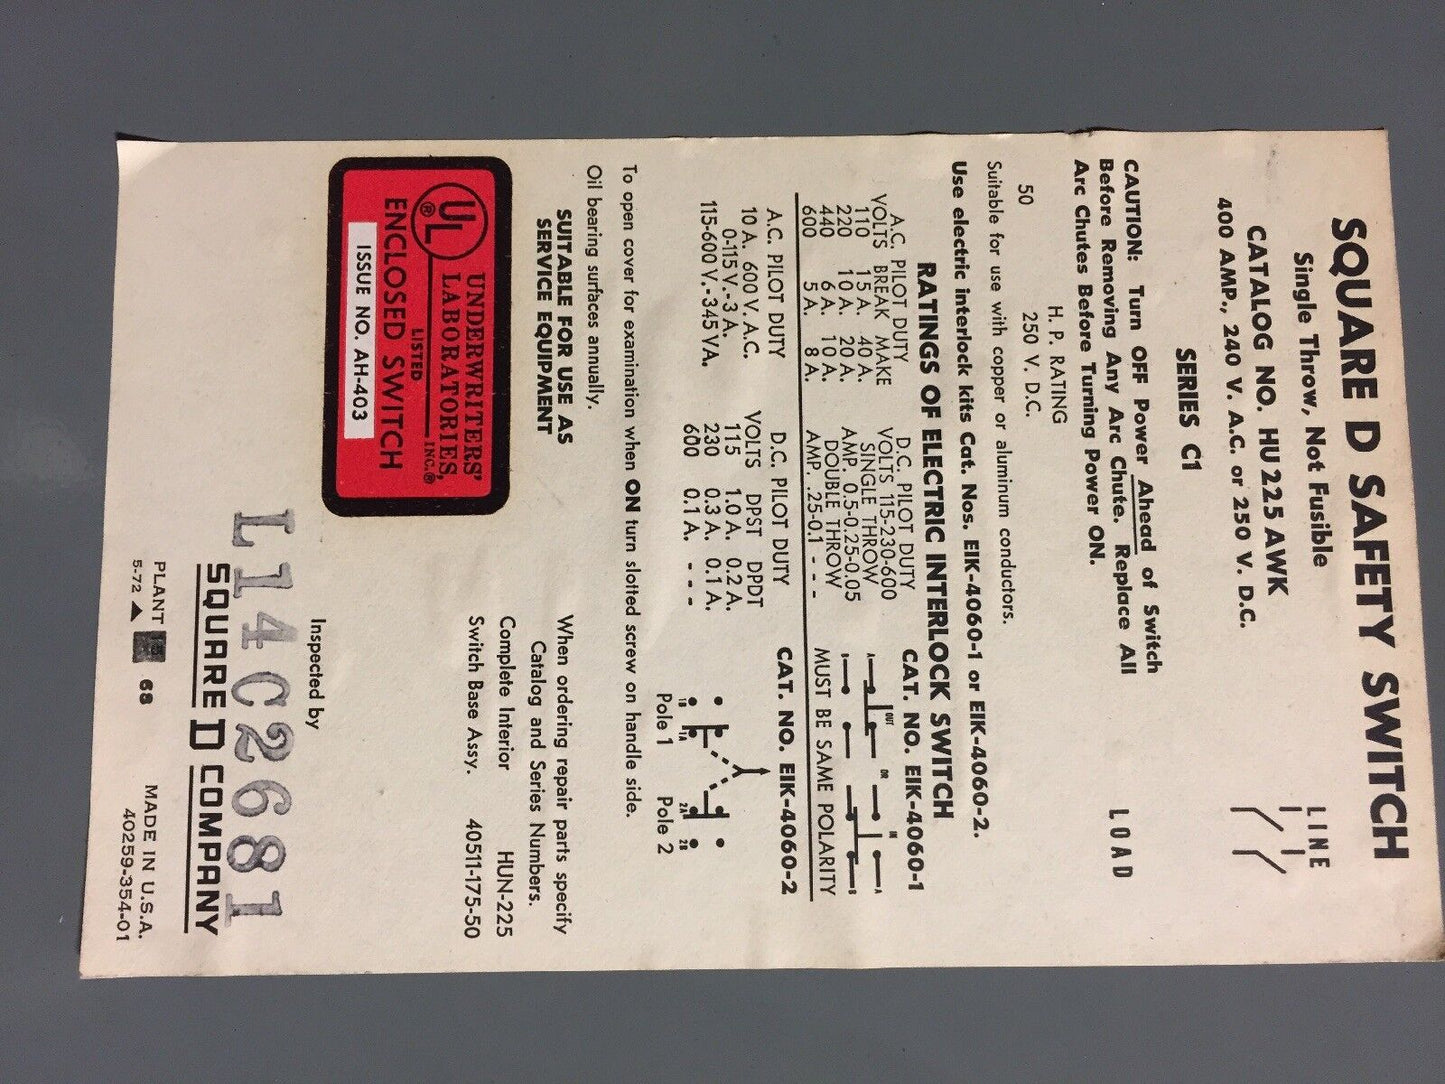 SQUARE D SAFETY SWITCH
Single Throw, Not Fusible
CATALOG NO. HU 225 AWK
400 AMP., 240 V. A.C. or 250 V. D.C.
SERIES C1
LINE
LOAD
CAUTION: Turn OFF Power Ahead of Switch
Before Removing Any Arc Chute. Replace All
Arc Chutes Before Turning Power ON.
H. P. RATING
250 V. D.C.
50
Suitable for use with copper or aluminum conductors.
Use electric interlock kits Cat. Nos. EIK-4060-1 or EIK-4060-2.
RATINGS OF ELECTRIC INTERLOCK SWITCH
CAT. NO. EIK-4060-1
A.C. PILOT DUTY
VOLTS BREAK MAKE
110 15 A. 40 A.
220 10 A. 20 A.
440 6 A. 10 A.
600 5 A. 8 A.
D.C. PILOT DUTY
VOLTS 115-230-600
SINGLE THROW
AMP. 0.5-0.25-0.05
DOUBLE THROW
AMP. .25-0.1 - - -
OUT OR IN
A B A B
MUST BE SAME POLARITY
CAT. NO. EIK-4060-2
A.C. PILOT DUTY
10 A. 600 V. A.C.
0-115 V.-3 A.
115-600 V.-345 VA.
D.C. PILOT DUTY
VOLTS DPST DPDT
115 1.0 A. 0.2 A.
230 0.3 A. 0.1 A.
600 0.1 A. - - -
1B 1A 2A 2B
Pole 1 Pole 2
To open cover for examination when ON turn slotted screw on handle side.
Oil bearing surfaces annually.
SUITABLE FOR USE AS
SERVICE EQUIPMENT
When ordering repair parts specify
Catalog and Series Numbers.
Complete Interior HUN-225
Switch Base Assy. 40511-175-50
UL ®
UNDERWRITERS'
LABORATORIES, INC.®
LISTED
ENCLOSED SWITCH
ISSUE NO. AH-403
Inspected by
L14C2681
SQUARE D COMPANY
PLANT 68
5-72
MADE IN U.S.A.
40259-354-01